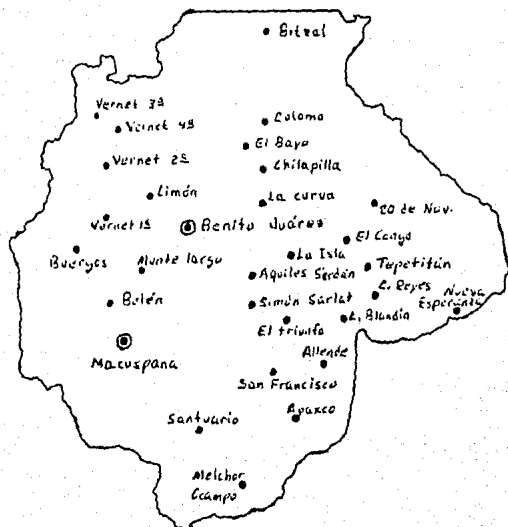 Bitzal
Vernet 3ª
Vernet 4ª
Coloma
El Bayo
Vernet 2ª
Chilapilla
Limón
La curva
20 de Nov.
Vernet 1ª
Benito Juárez
El Congo
Buergos
Monte largo
La Isla
Tepetitán
Aquiles Serdán
C. Reyes
Nueva
Esperanza
Belén
Simón Sarlat
El triunfo
L. Blandín
Macuspana
Allende
San Francisco
Apaxco
Santuario
Melchor
Ocampo